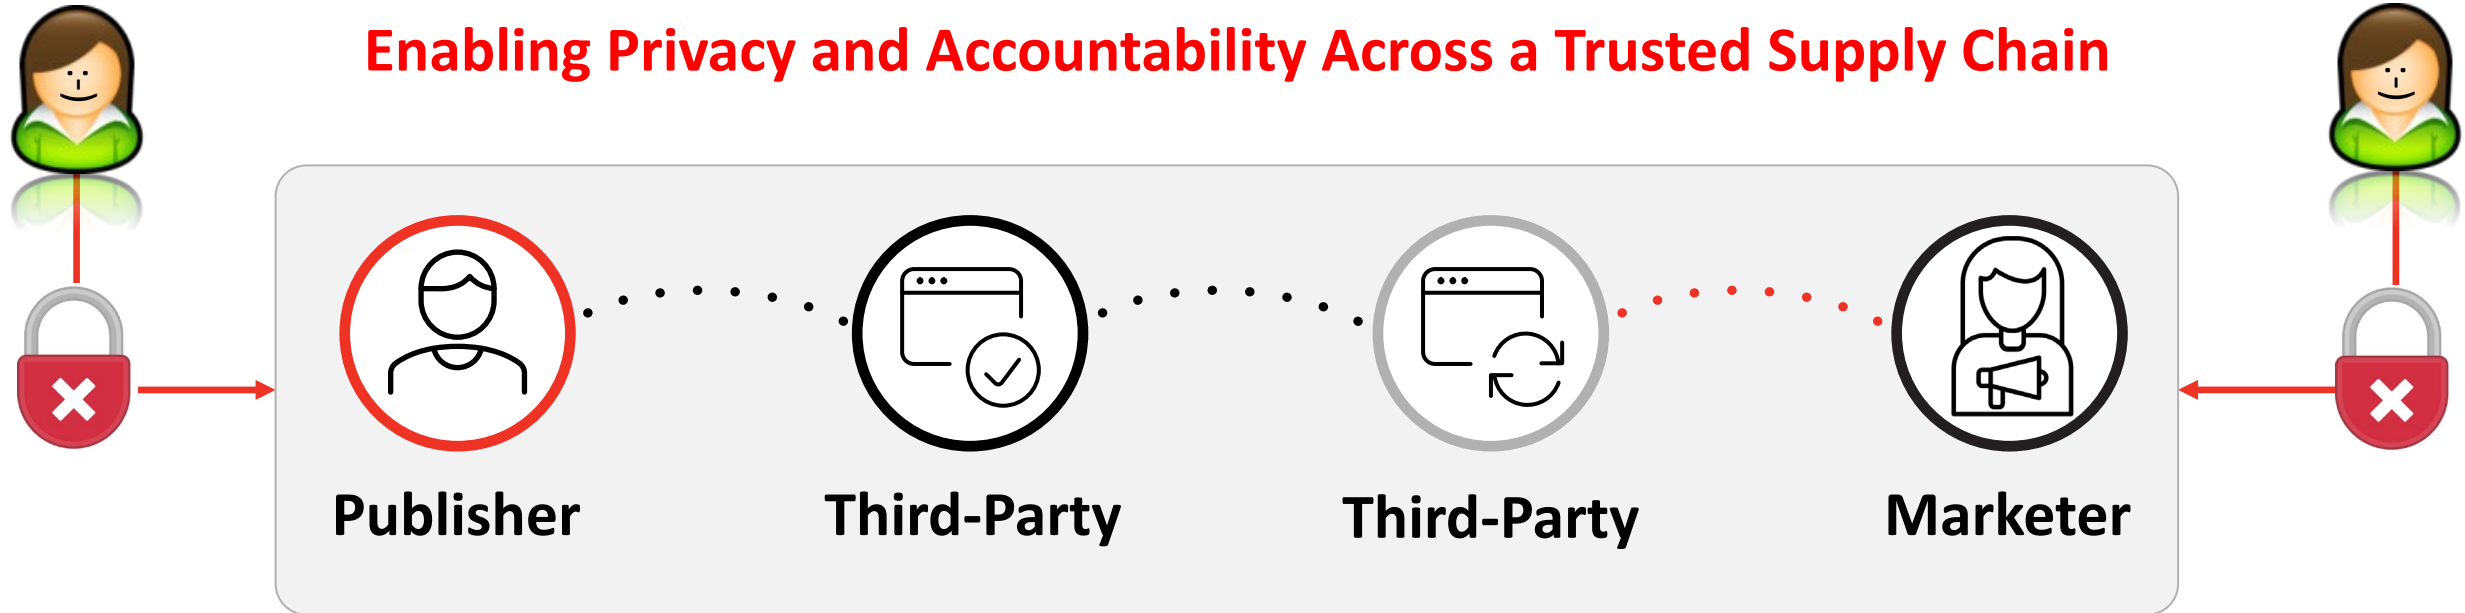 Enabling Privacy and Accountability Across a Trusted Supply Chain
Publisher
Third-Party
Third-Party
Marketer